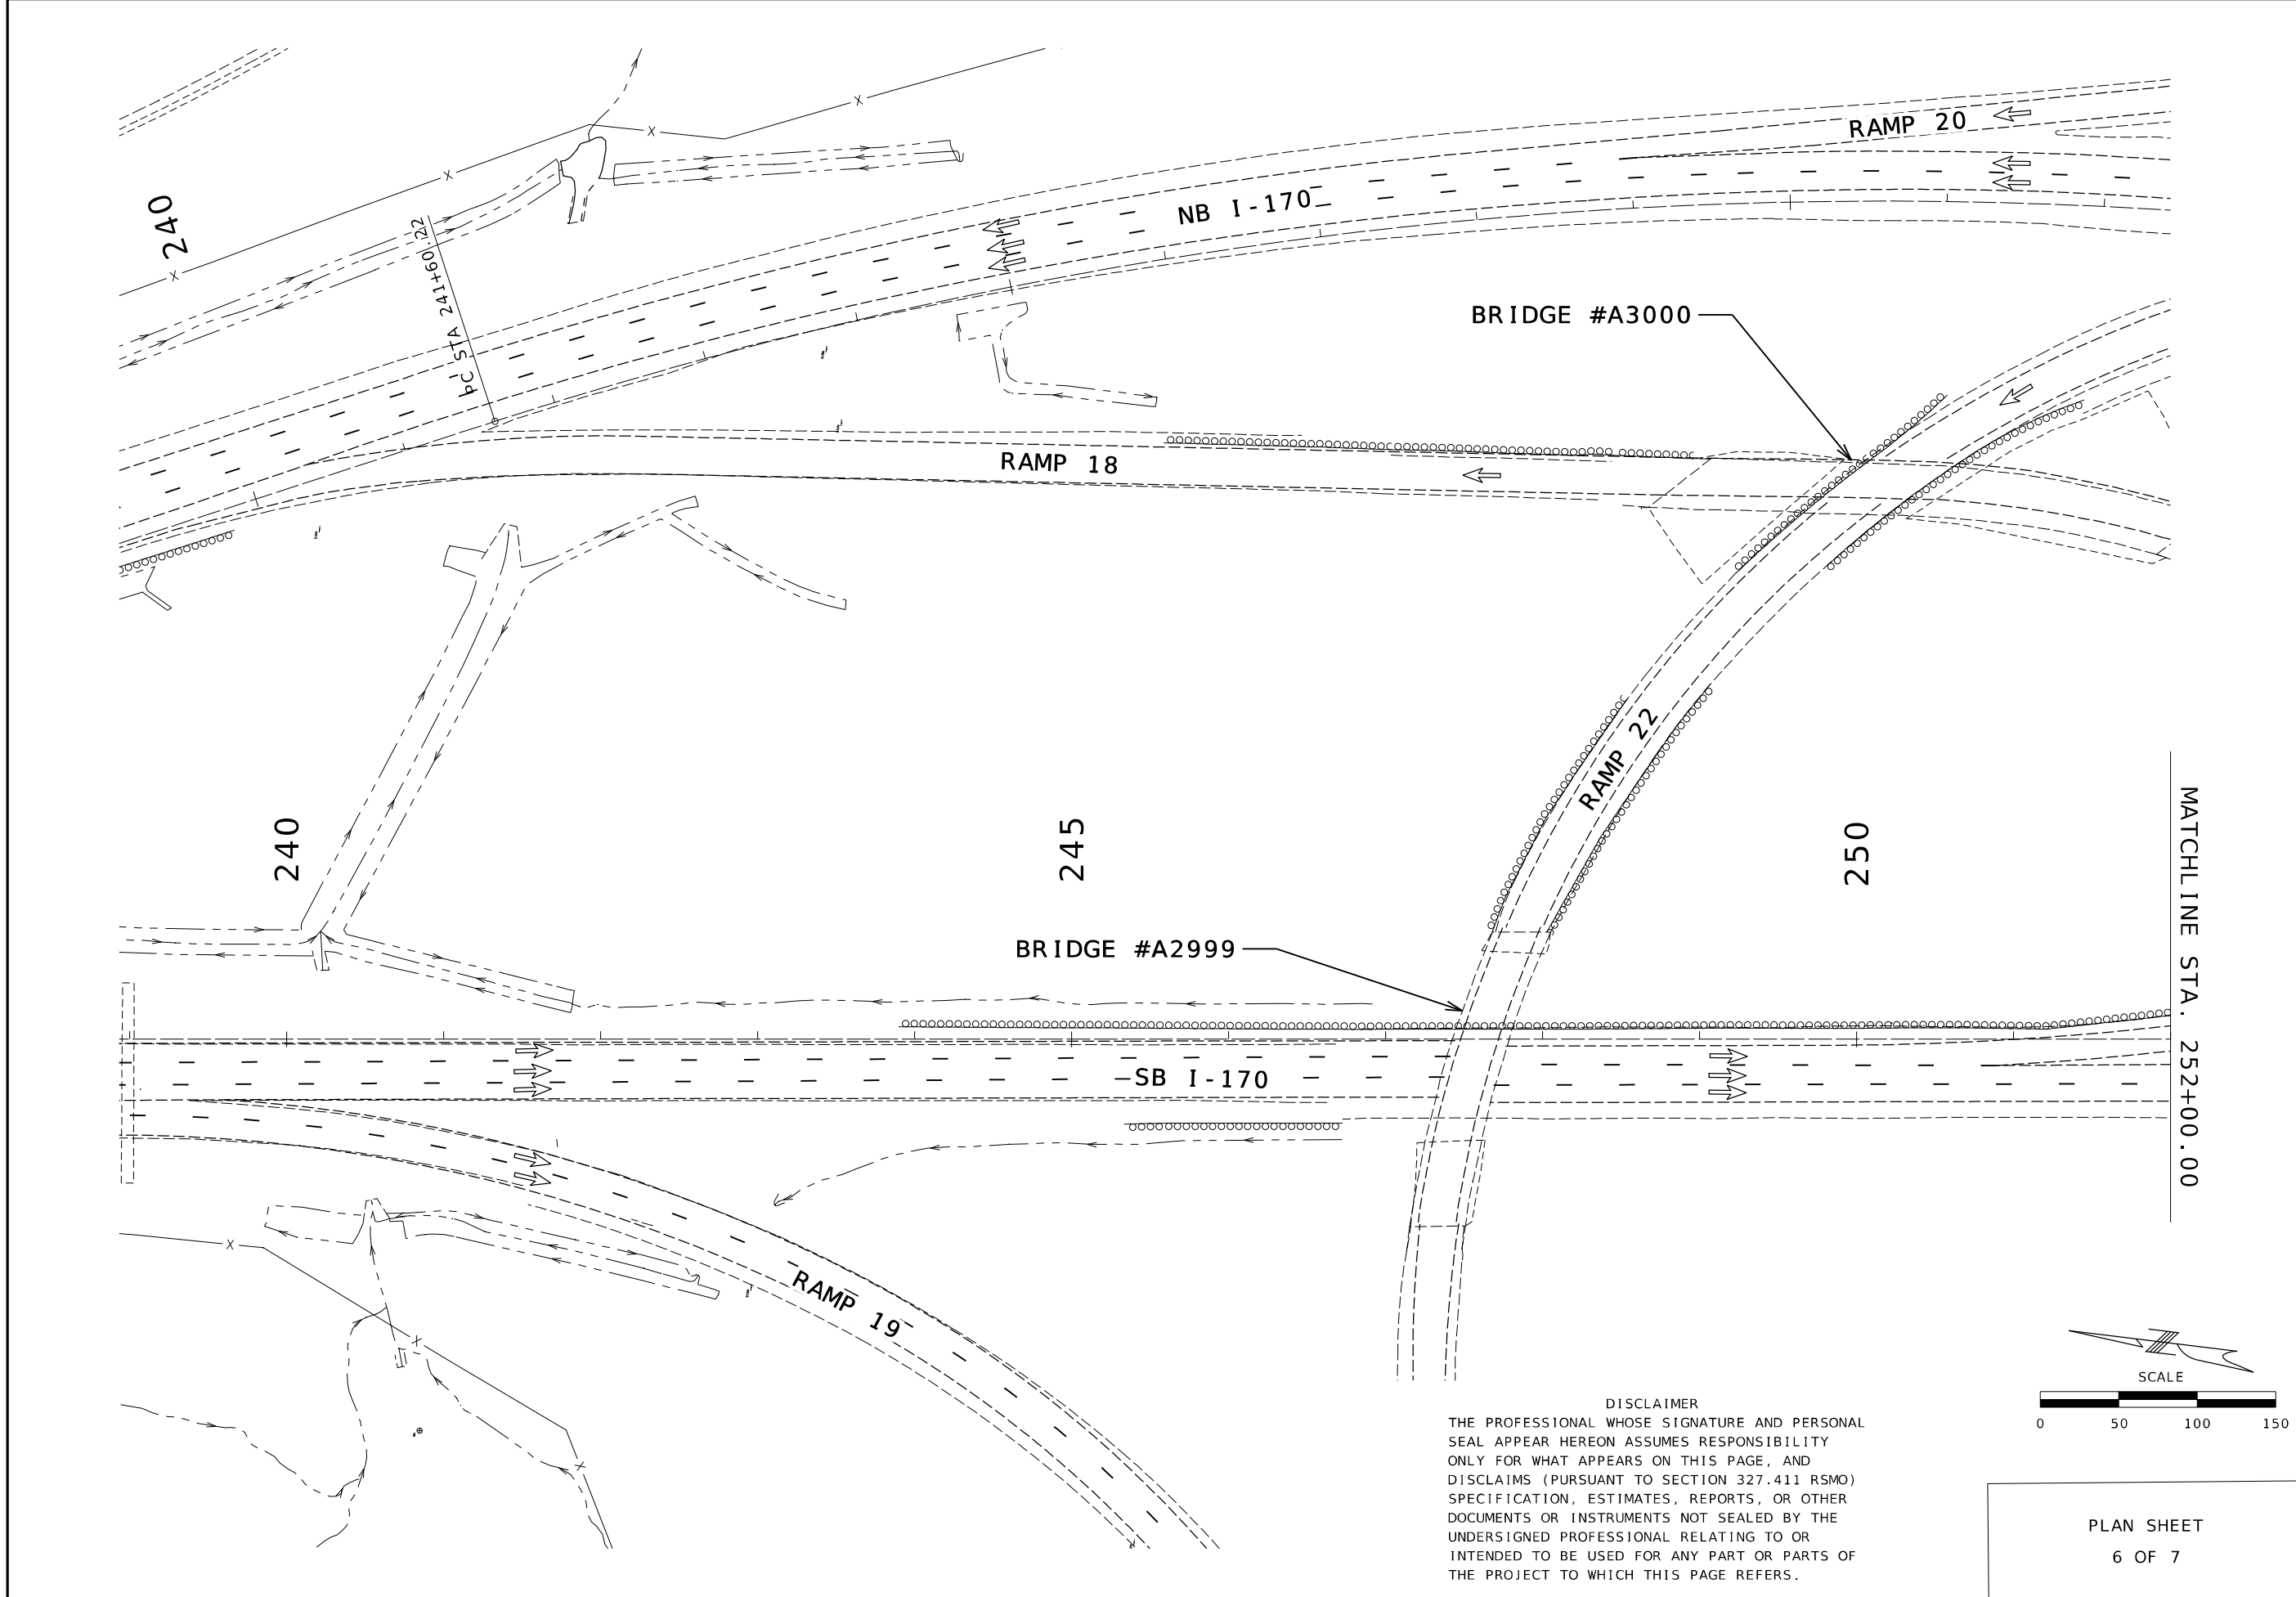 RAMP 20
NB I-170
240
PC STA 241+60.22
BRIDGE #A3000
RAMP 18
RAMP 22
240
245
250
MATCHLINE STA. 252+00.00
BRIDGE #A2999
SB I-170
RAMP 19
SCALE
0 50 100 150
DISCLAIMER
THE PROFESSIONAL WHOSE SIGNATURE AND PERSONAL
SEAL APPEAR HEREON ASSUMES RESPONSIBILITY
ONLY FOR WHAT APPEARS ON THIS PAGE, AND
DISCLAIMS (PURSUANT TO SECTION 327.411 RSMO)
SPECIFICATION, ESTIMATES, REPORTS, OR OTHER
DOCUMENTS OR INSTRUMENTS NOT SEALED BY THE
UNDERSIGNED PROFESSIONAL RELATING TO OR
INTENDED TO BE USED FOR ANY PART OR PARTS OF
THE PROJECT TO WHICH THIS PAGE REFERS.
PLAN SHEET
6 OF 7